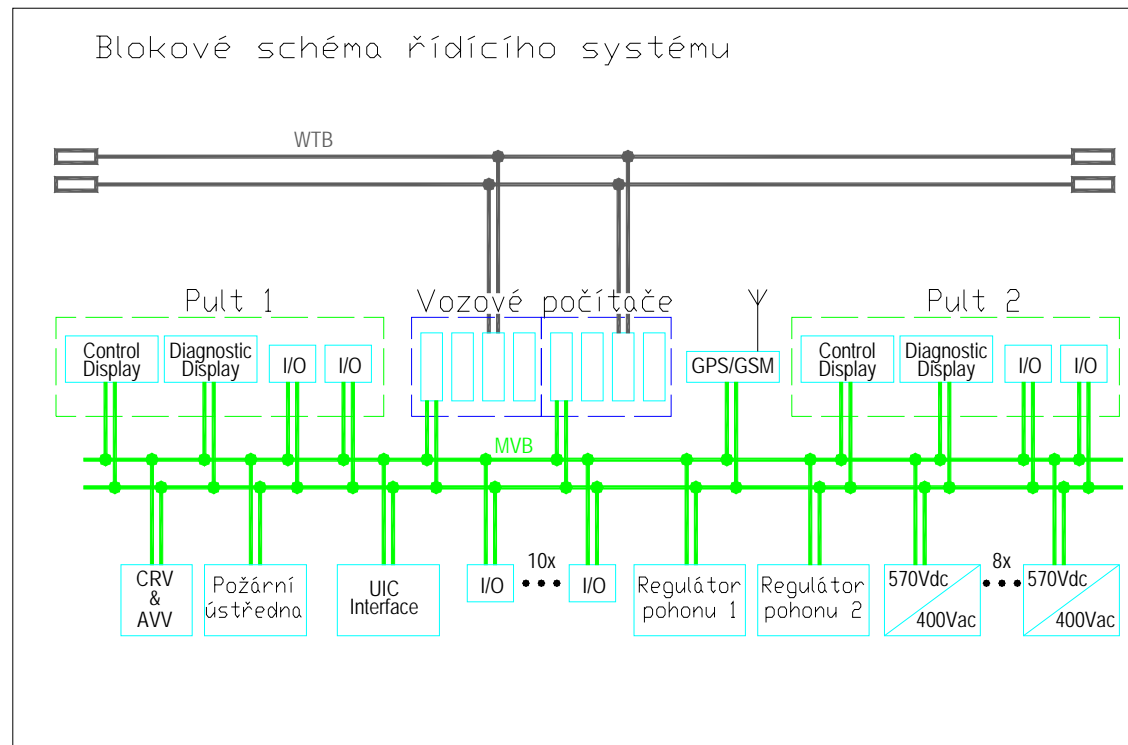 Blokové schéma řídícího systému
WTB
Pult 1
Vozové počítače
Pult 2
Control
Display
Diagnostic
Display
I/O
I/O
GPS/GSM
Control
Display
Diagnostic
Display
I/O
I/O
MVB
CRV
&
AVV
Požární
ústředna
UIC
Interface
I/O
10x
I/O
Regulátor
pohonu 1
Regulátor
pohonu 2
570Vdc
400Vac
8x
570Vdc
400Vac